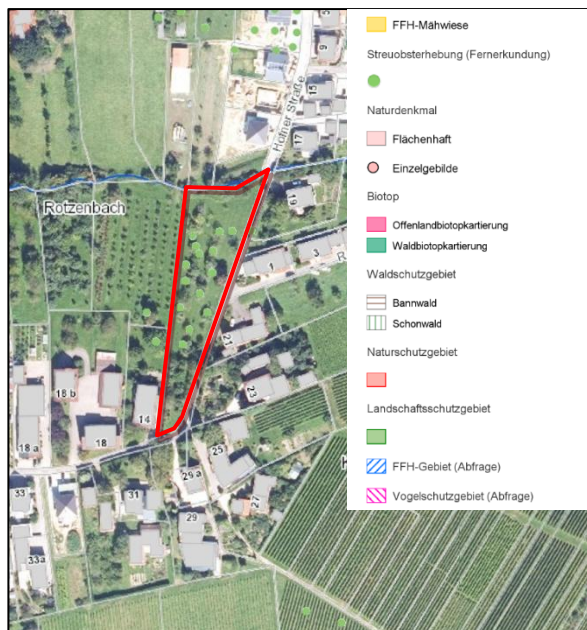 FFH-Mähwiese
Streuobsterhebung (Fernerkundung)
Naturdenkmal
Flächenhaft
Einzelgebilde
Biotop
Offenlandbiotopkartierung
Waldbiotopkartierung
Waldschutzgebiet
Bannwald
Schonwald
Naturschutzgebiet
Landschaftsschutzgebiet
FFH-Gebiet (Abfrage)
Vogelschutzgebiet (Abfrage)
9
15
Höfner Straße
17
19
Rotzenbach
1
3
R
21
23
16 b
14
18
18 a
25
29 a
27
33
31
29
33a